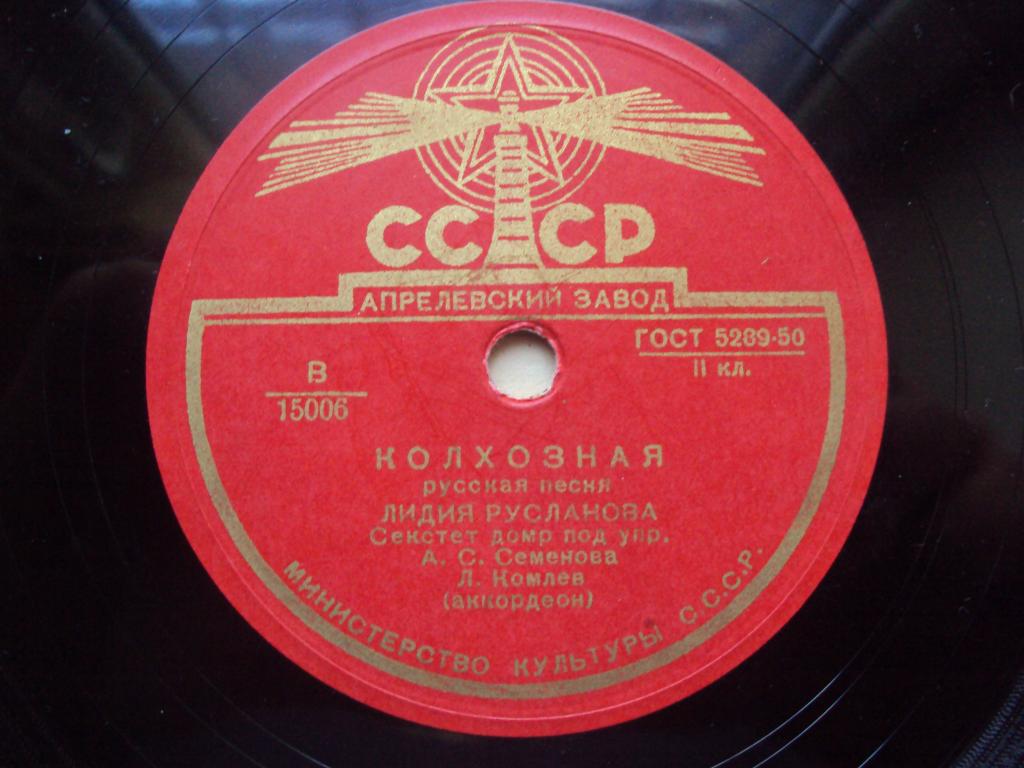 СССР
АПРЕЛЕВСКИЙ ЗАВОД
ГОСТ 5289-50
II кл.
В
15006
КОЛХОЗНАЯ
русская песня
ЛИДИЯ РУСЛАНОВА
Секстет домр под упр.
А. С. Семенова
Л. Комлев
(аккордеон)
МИНИСТЕРСТВО КУЛЬТУРЫ С.С.С.Р.